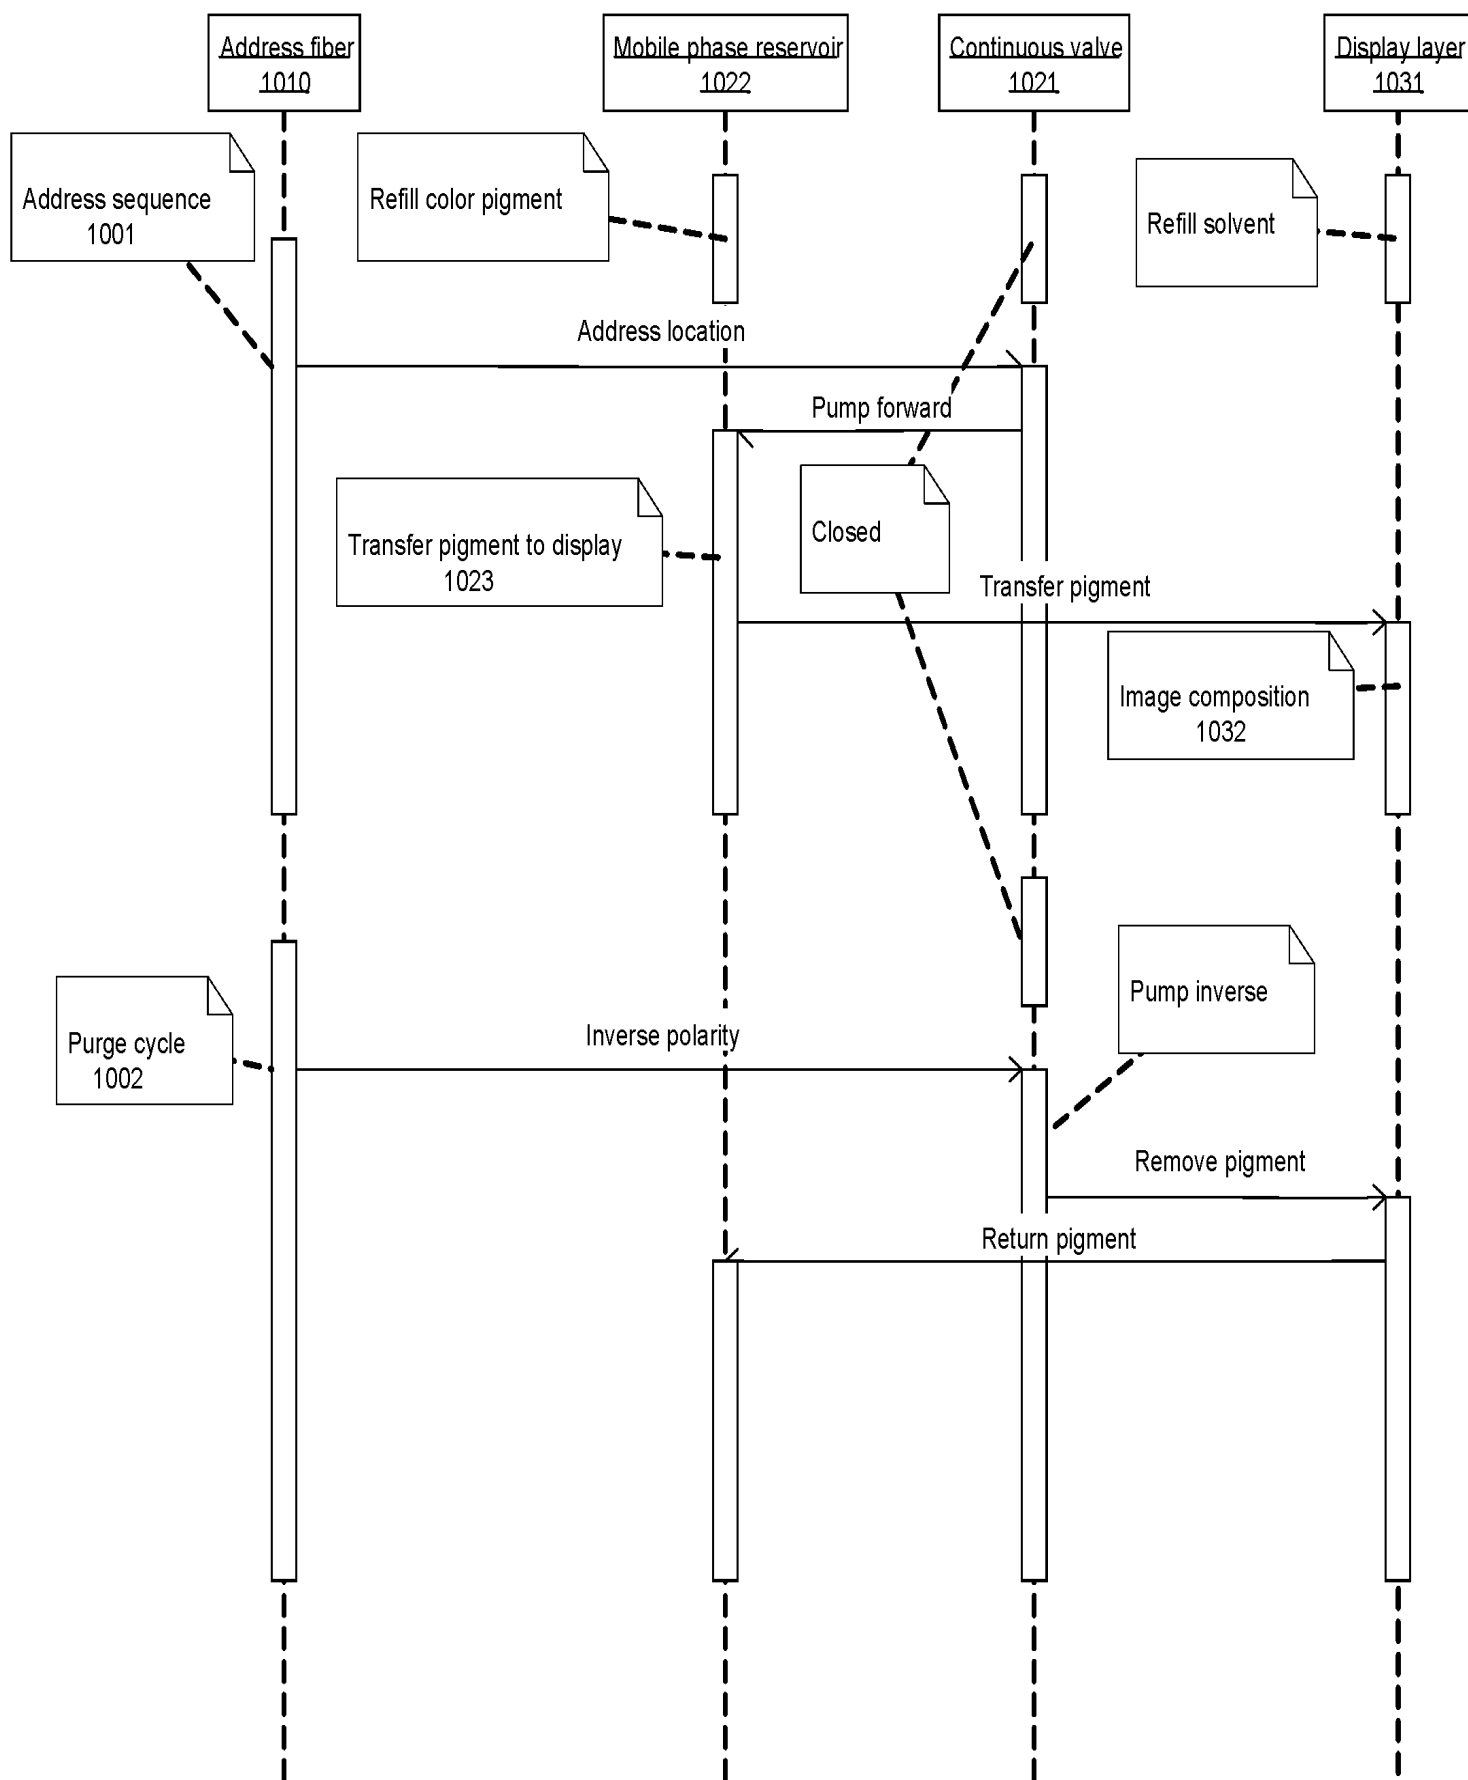 Address fiber
1010
Mobile phase reservoir
1022
Continuous valve
1021
Display layer
1031
Address sequence
1001
Refill color pigment
Refill solvent
Address location
Pump forward
Transfer pigment to display
1023
Closed
Transfer pigment
Image composition
1032
Purge cycle
1002
Inverse polarity
Pump inverse
Remove pigment
Return pigment